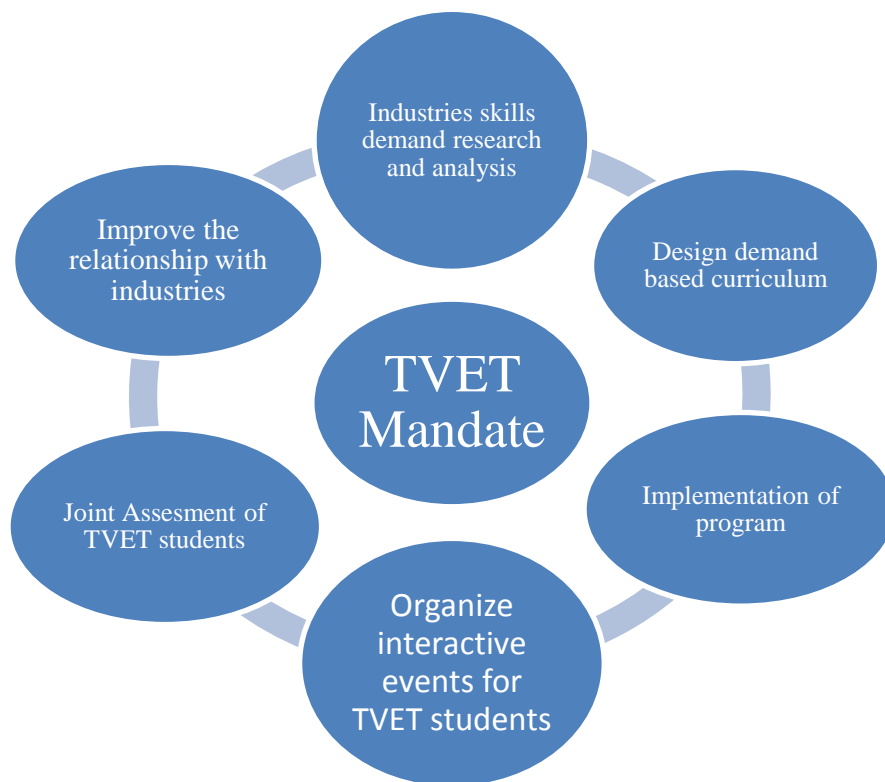 Industries skills
demand research
and analysis
Improve the
relationship with
industries
Design demand
based curriculum
TVET
Mandate
Joint Assesment of
TVET students
Implementation of
program
Organize
interactive
events for
TVET students